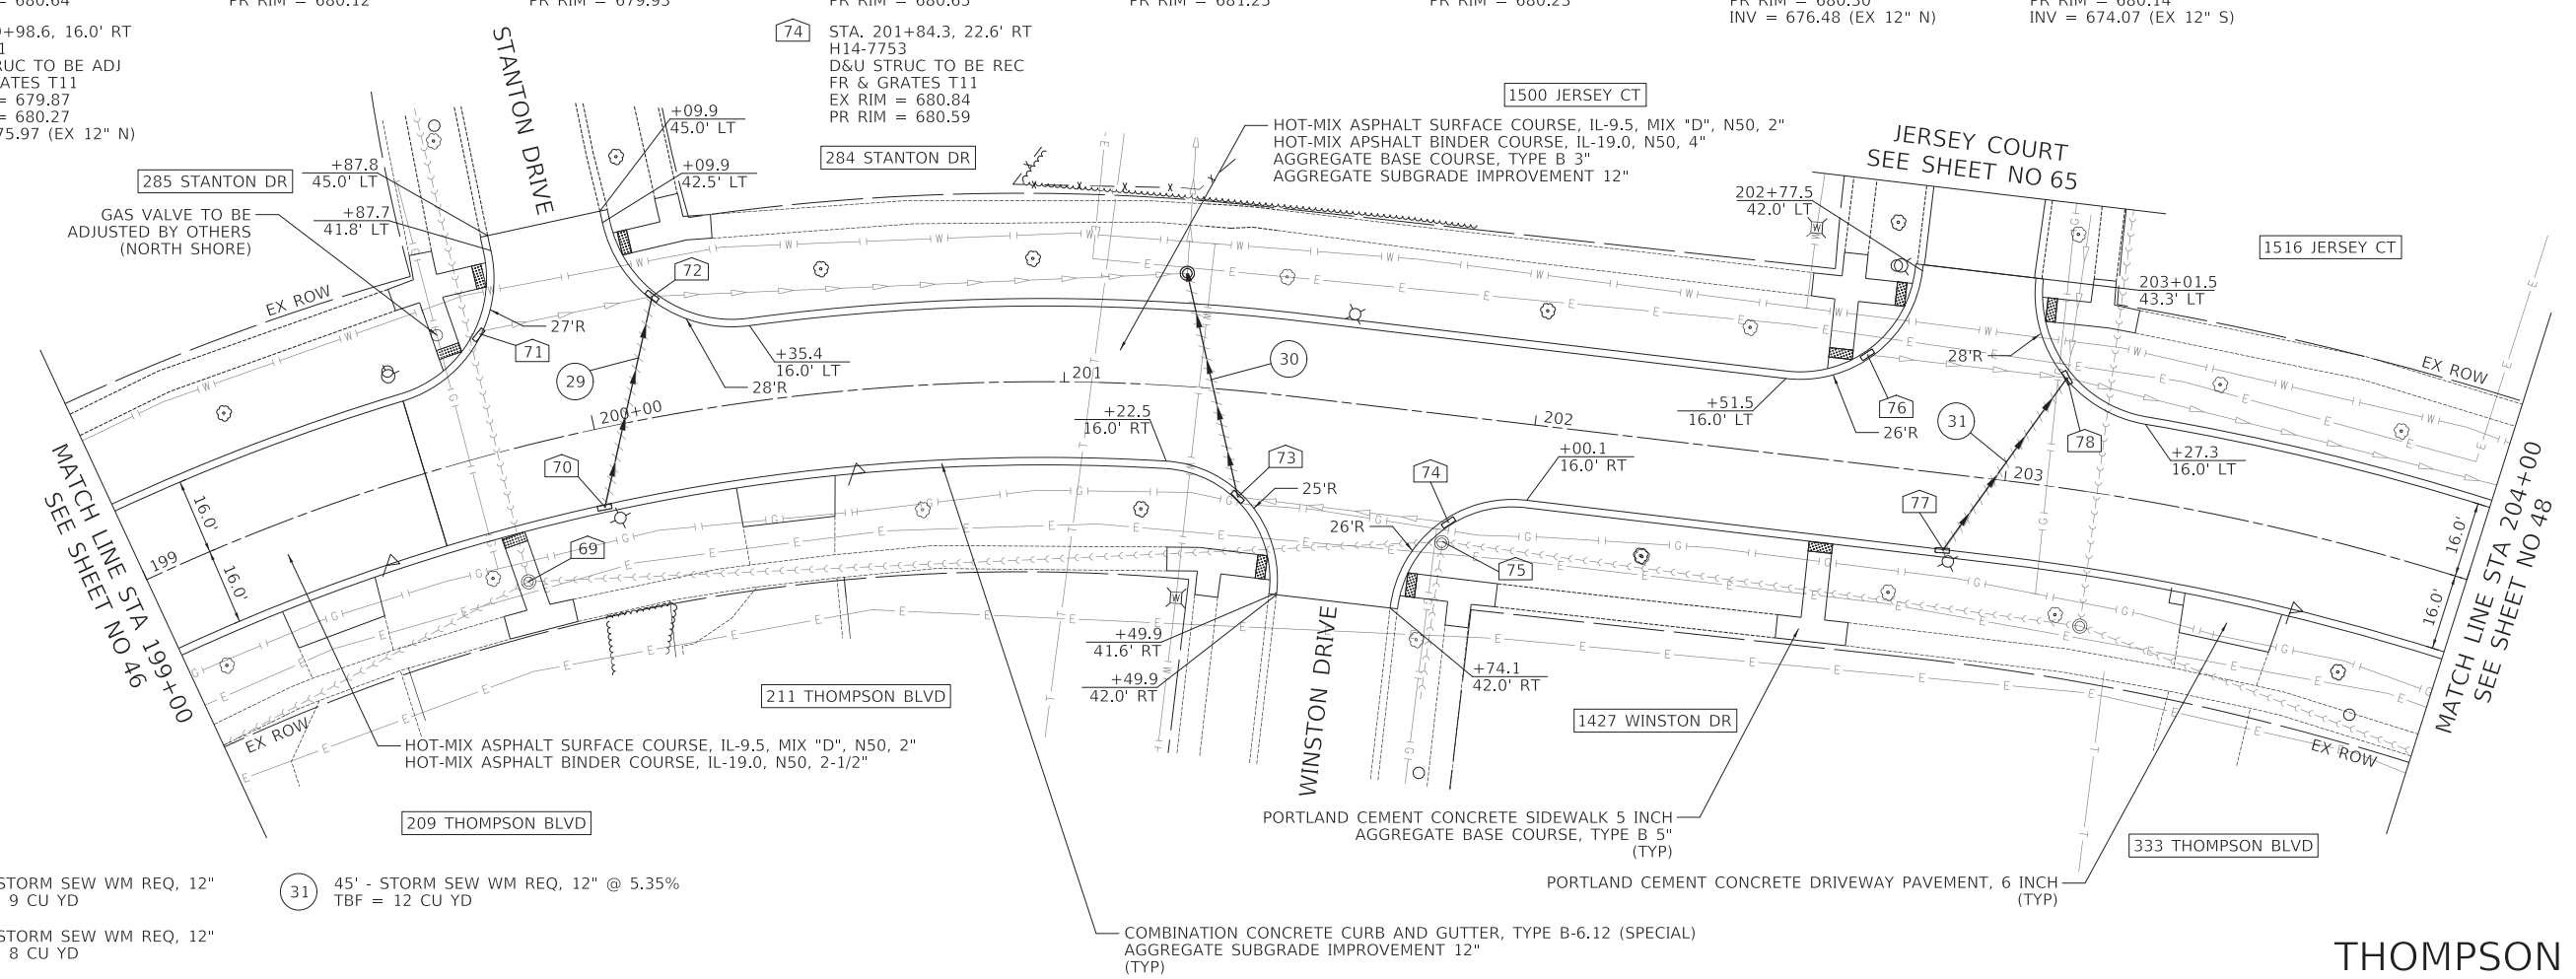 = 680.64
PR RIM = 680.12
PR RIM = 679.93
PR RIM = 680.65
PR RIM = 681.25
PR RIM = 680.23
PR RIM = 680.30
INV = 676.48 (EX 12" N)
PR RIM = 680.14
INV = 674.07 (EX 12" S)
+98.6, 16.0' RT
RUC TO BE ADJ
ATES T11
= 679.87
= 680.27
75.97 (EX 12" N)
74
STA. 201+84.3, 22.6' RT
H14-7753
D&U STRUC TO BE REC
FR & GRATES T11
EX RIM = 680.84
PR RIM = 680.59
STANTON DRIVE
+09.9
45.0' LT
+09.9
42.5' LT
284 STANTON DR
1500 JERSEY CT
HOT-MIX ASPHALT SURFACE COURSE, IL-9.5, MIX "D", N50, 2"
HOT-MIX APSHALT BINDER COURSE, IL-19.0, N50, 4"
AGGREGATE BASE COURSE, TYPE B 3"
AGGREGATE SUBGRADE IMPROVEMENT 12"
JERSEY COURT
SEE SHEET NO 65
202+77.5
42.0' LT
1516 JERSEY CT
203+01.5
43.3' LT
+87.8
45.0' LT
285 STANTON DR
+87.7
41.8' LT
GAS VALVE TO BE
ADJUSTED BY OTHERS
(NORTH SHORE)
EX ROW
27'R
71
72
29
+35.4
16.0' LT
28'R
30
201
200+00
+22.5
16.0' RT
202
+51.5
16.0' LT
76
26'R
28'R
31
78
EX ROW
+27.3
16.0' LT
203
MATCH LINE STA 199+00
SEE SHEET NO 46
199
16.0'
16.0'
70
69
73
25'R
74
26'R
+00.1
16.0' RT
75
77
16.0'
16.0'
MATCH LINE STA 204+00
SEE SHEET NO 48
+49.9
41.6' RT
+49.9
42.0' RT
WINSTON DRIVE
+74.1
42.0' RT
211 THOMPSON BLVD
1427 WINSTON DR
EX ROW
EX ROW
HOT-MIX ASPHALT SURFACE COURSE, IL-9.5, MIX "D", N50, 2"
HOT-MIX ASPHALT BINDER COURSE, IL-19.0, N50, 2-1/2"
209 THOMPSON BLVD
PORTLAND CEMENT CONCRETE SIDEWALK 5 INCH
AGGREGATE BASE COURSE, TYPE B 5"
(TYP)
333 THOMPSON BLVD
STORM SEW WM REQ, 12"
9 CU YD
31
45' - STORM SEW WM REQ, 12" @ 5.35%
TBF = 12 CU YD
PORTLAND CEMENT CONCRETE DRIVEWAY PAVEMENT, 6 INCH
(TYP)
STORM SEW WM REQ, 12"
8 CU YD
COMBINATION CONCRETE CURB AND GUTTER, TYPE B-6.12 (SPECIAL)
AGGREGATE SUBGRADE IMPROVEMENT 12"
(TYP)
THOMPSON